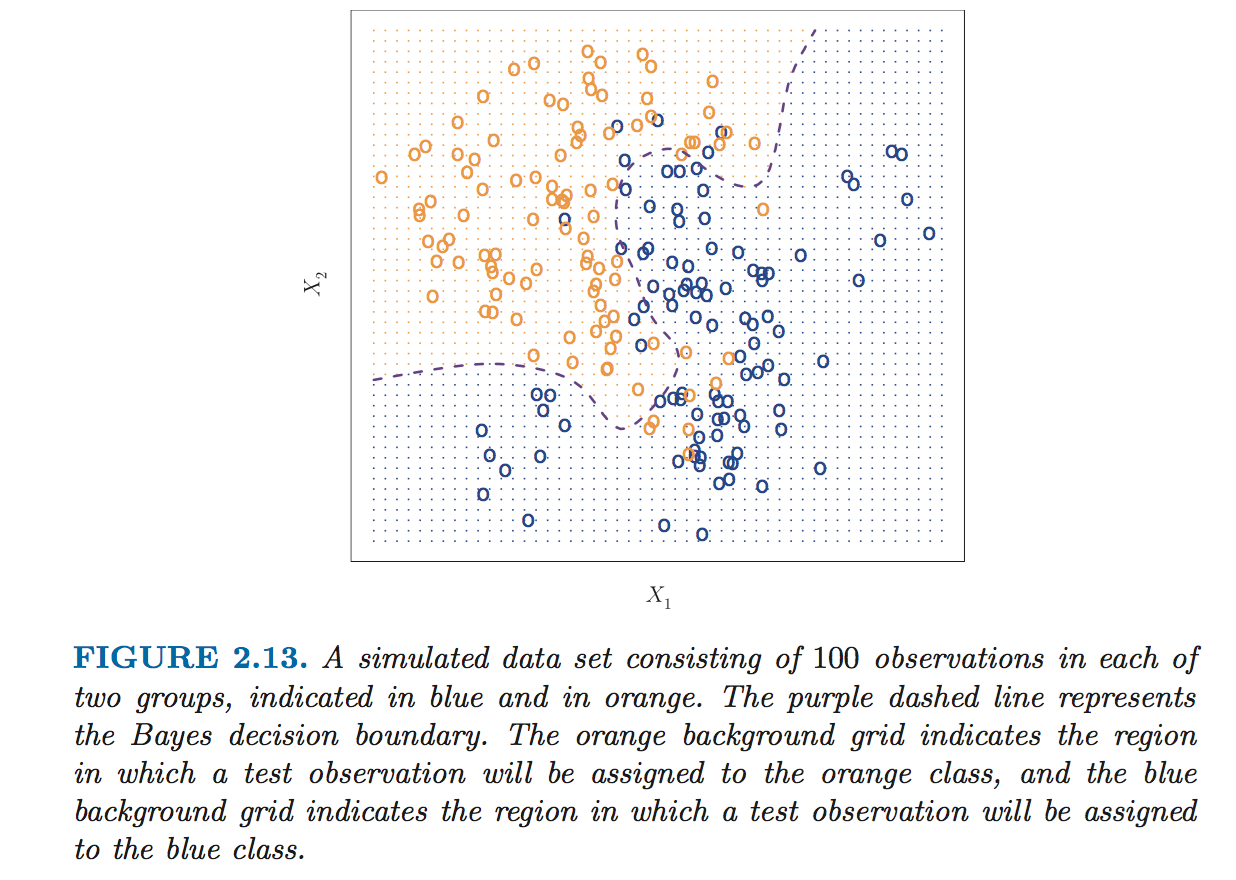 X2
X1
FIGURE 2.13. A simulated data set consisting of 100 observations in each of
two groups, indicated in blue and in orange. The purple dashed line represents
the Bayes decision boundary. The orange background grid indicates the region
in which a test observation will be assigned to the orange class, and the blue
background grid indicates the region in which a test observation will be assigned
to the blue class.